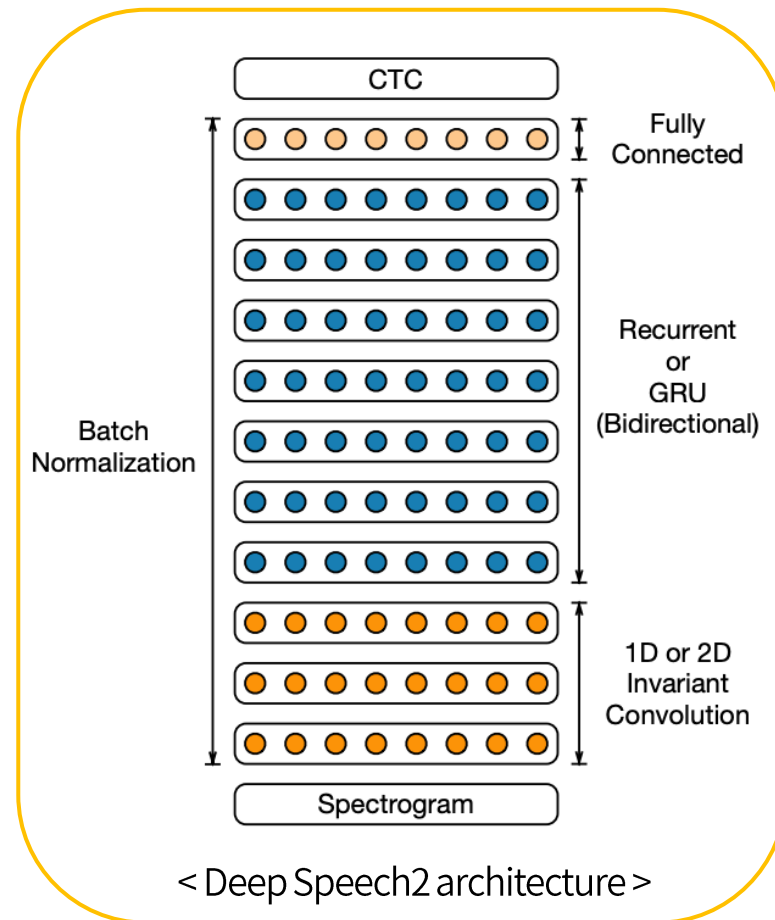 CTC
Fully
Connected
Recurrent
or
GRU
(Bidirectional)
Batch
Normalization
1D or 2D
Invariant
Convolution
Spectrogram
< Deep Speech2 architecture >